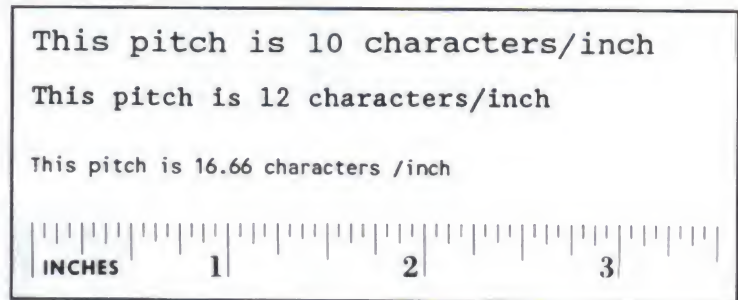 This pitch is 10 characters/inch
This pitch is 12 characters/inch
This pitch is 16.66 characters /inch
INCHES 1 2 3